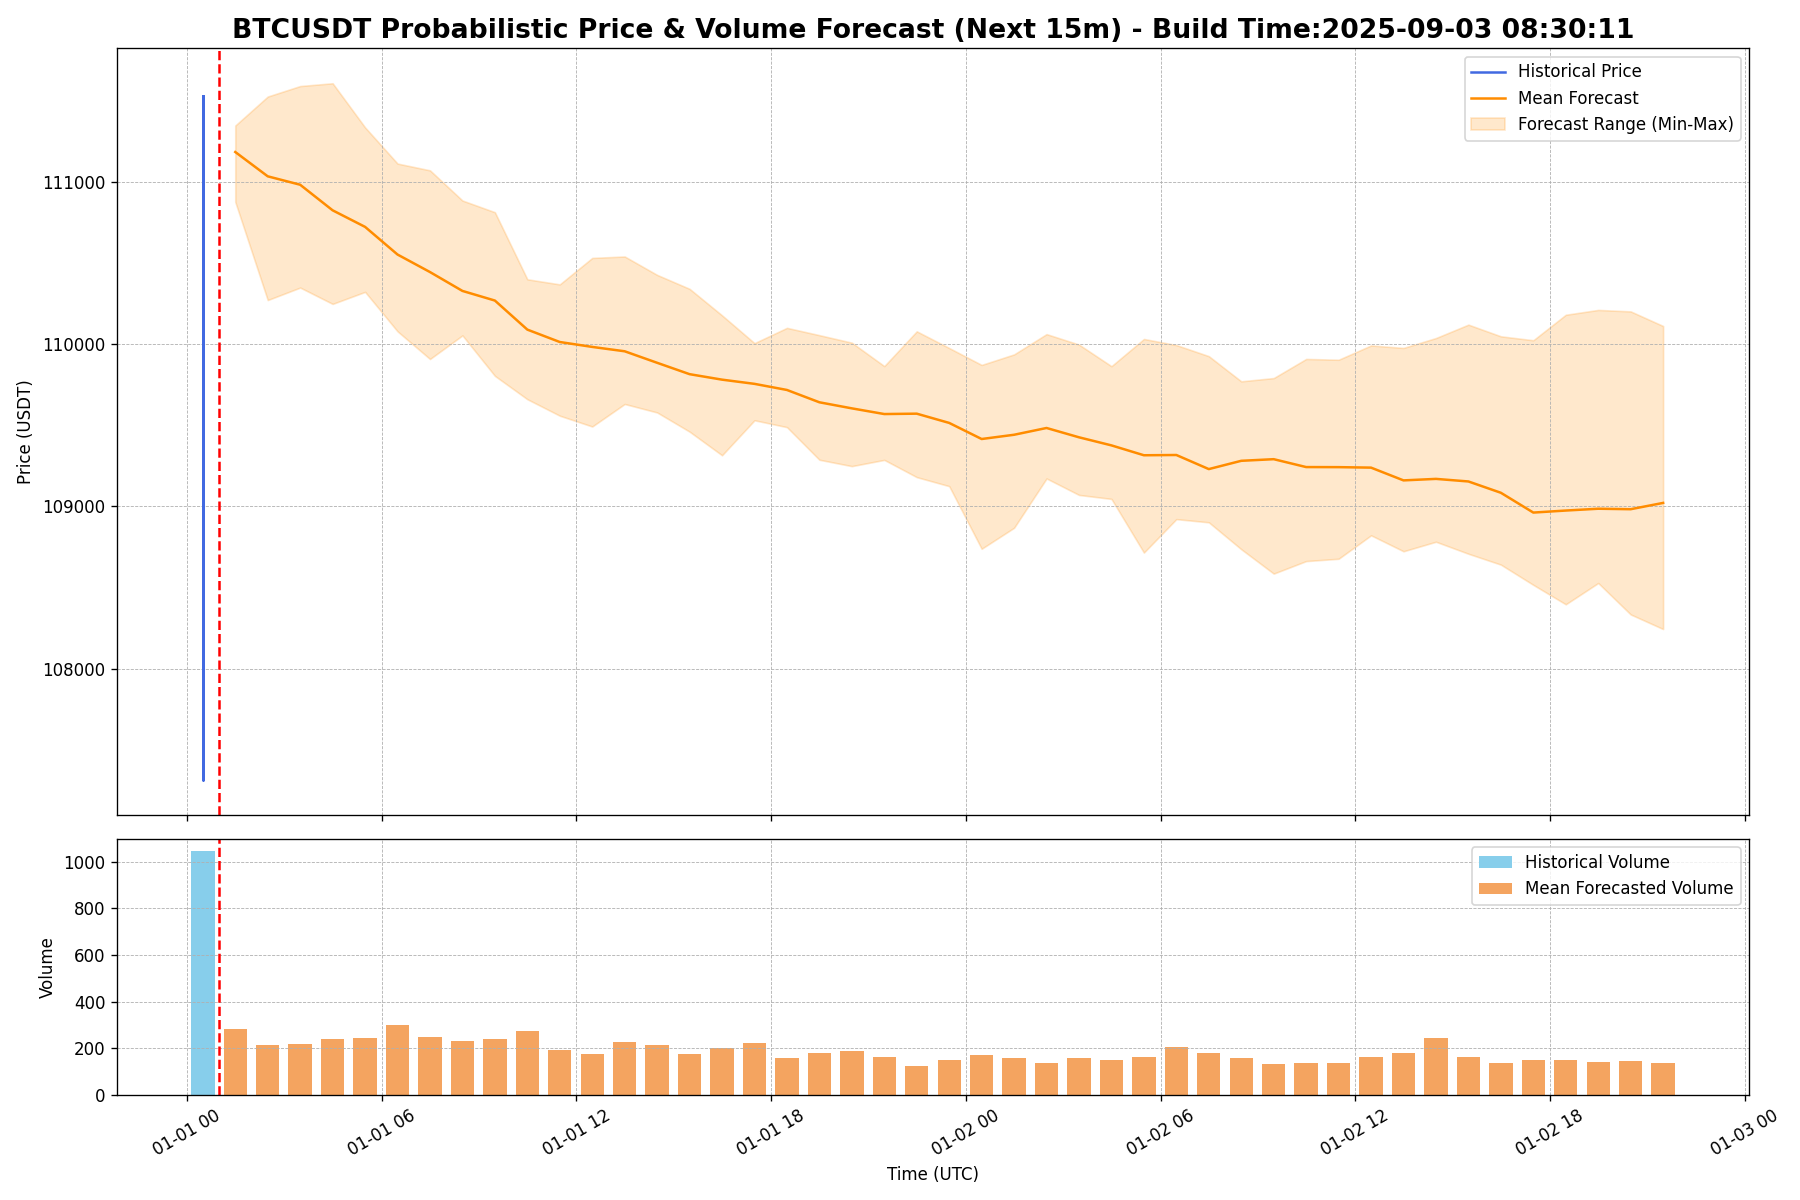 BTCUSDT Probabilistic Price & Volume Forecast (Next 15m) - Build Time:2025-09-03 08:30:11
Historical Price
Mean Forecast
Forecast Range (Min-Max)
111000
110000
109000
108000
Price (USDT)
Historical Volume
Mean Forecasted Volume
1000
800
600
400
200
0
Volume
01-01 00
01-01 06
01-01 12
01-01 18
01-02 00
01-02 06
01-02 12
01-02 18
01-03 00
Time (UTC)